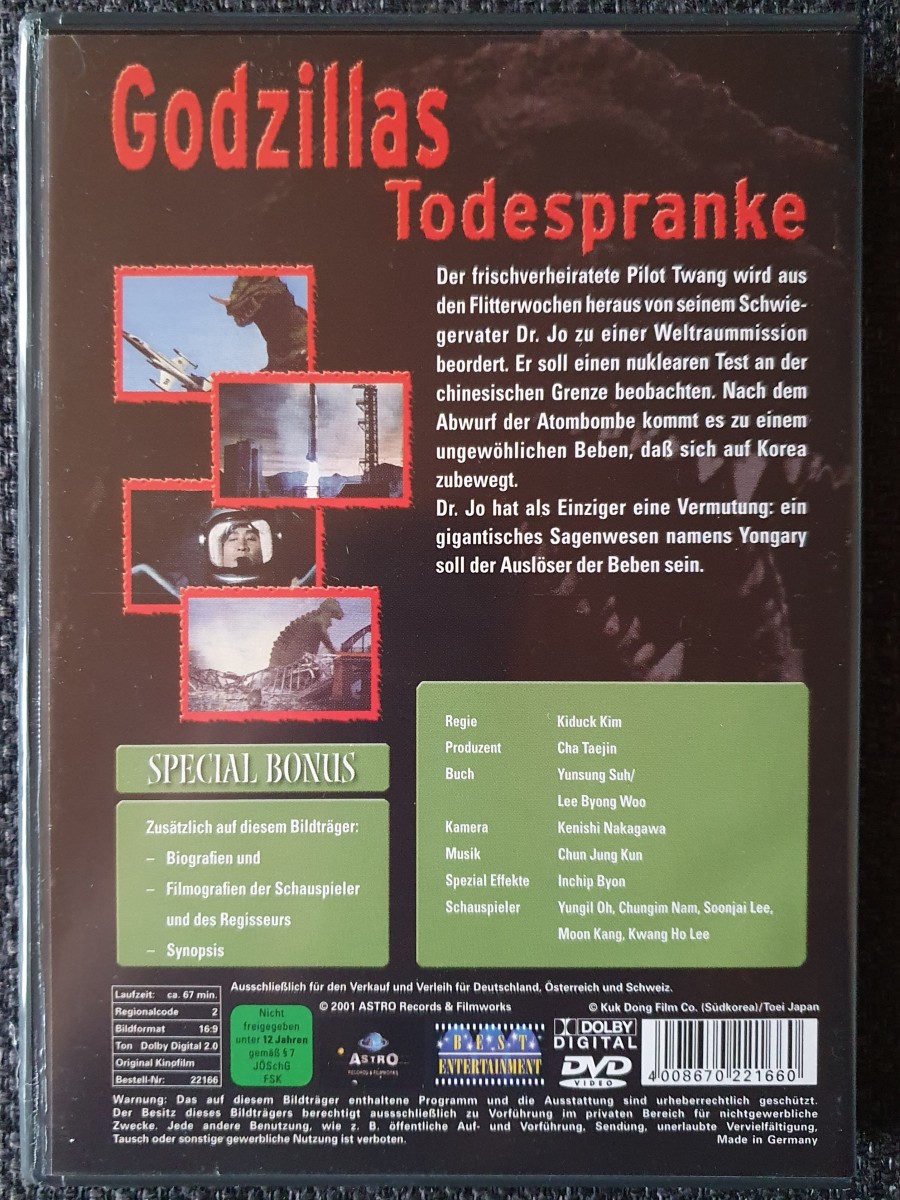 Godzillas
Todespranke
Der frischverheiratete Pilot Twang wird aus
den Flitterwochen heraus von seinem Schwie-
gervater Dr. Jo zu einer Weltraummission
beordert. Er soll einen nuklearen Test an der
chinesischen Grenze beobachten. Nach dem
Abwurf der Atombombe kommt es zu einem
ungewöhlichen Beben, daß sich auf Korea
zubewegt.
Dr. Jo hat als Einziger eine Vermutung: ein
gigantisches Sagenwesen namens Yongary
soll der Auslöser der Beben sein.
SPECIAL BONUS
Zusätzlich auf diesem Bildträger:
– Biografien und
– Filmografien der Schauspieler
und des Regisseurs
– Synopsis
Regie Kiduck Kim
Produzent Cha Taejin
Buch Yunsung Suh/
Lee Byong Woo
Kamera Kenishi Nakagawa
Musik Chun Jung Kun
Spezial Effekte Inchip Byon
Schauspieler Yungil Oh, Chungim Nam, Soonjai Lee,
Moon Kang, Kwang Ho Lee
Ausschließlich für den Verkauf und Verleih für Deutschland, Österreich und Schweiz.
© 2001 ASTRO Records & Filmworks © Kuk Dong Film Co. (Südkorea)/Toei Japan
Laufzeit: ca. 67 min.
Regionalcode 2
Bildformat 16:9
Ton Dolby Digital 2.0
Original Kinofilm
Bestell-Nr: 22166
Nicht
freigegeben
unter 12 Jahren
gemäß § 7
JÖSchG
FSK
ASTRO
RECORDS & FILMWORKS
BEST
ENTERTAINMENT
DOLBY
DIGITAL
DVD
VIDEO
4 008670 221660
Warnung: Das auf diesem Bildträger enthaltene Programm und die Ausstattung sind urheberrechtlich geschützt.
Der Besitz dieses Bildträgers berechtigt aussschließlich zu Vorführung im privaten Bereich für nichtgewerbliche
Zwecke. Jede andere Benutzung, wie z. B. öffentliche Auf- und Vorführung, Sendung, unerlaubte Vervielfältigung,
Tausch oder sonstige gewerbliche Nutzung ist verboten. Made in Germany